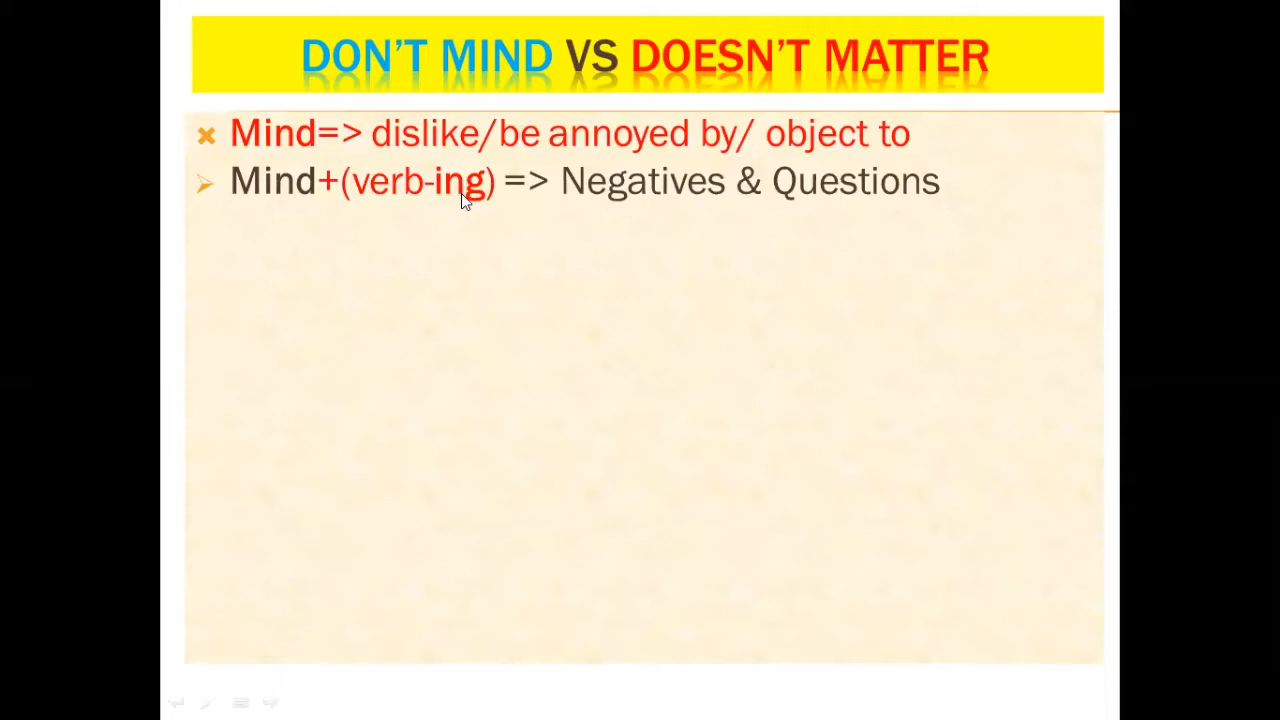 DON'T MIND VS DOESN'T MATTER
Mind=> dislike/be annoyed by/ object to
Mind+(verb-ing) => Negatives & Questions